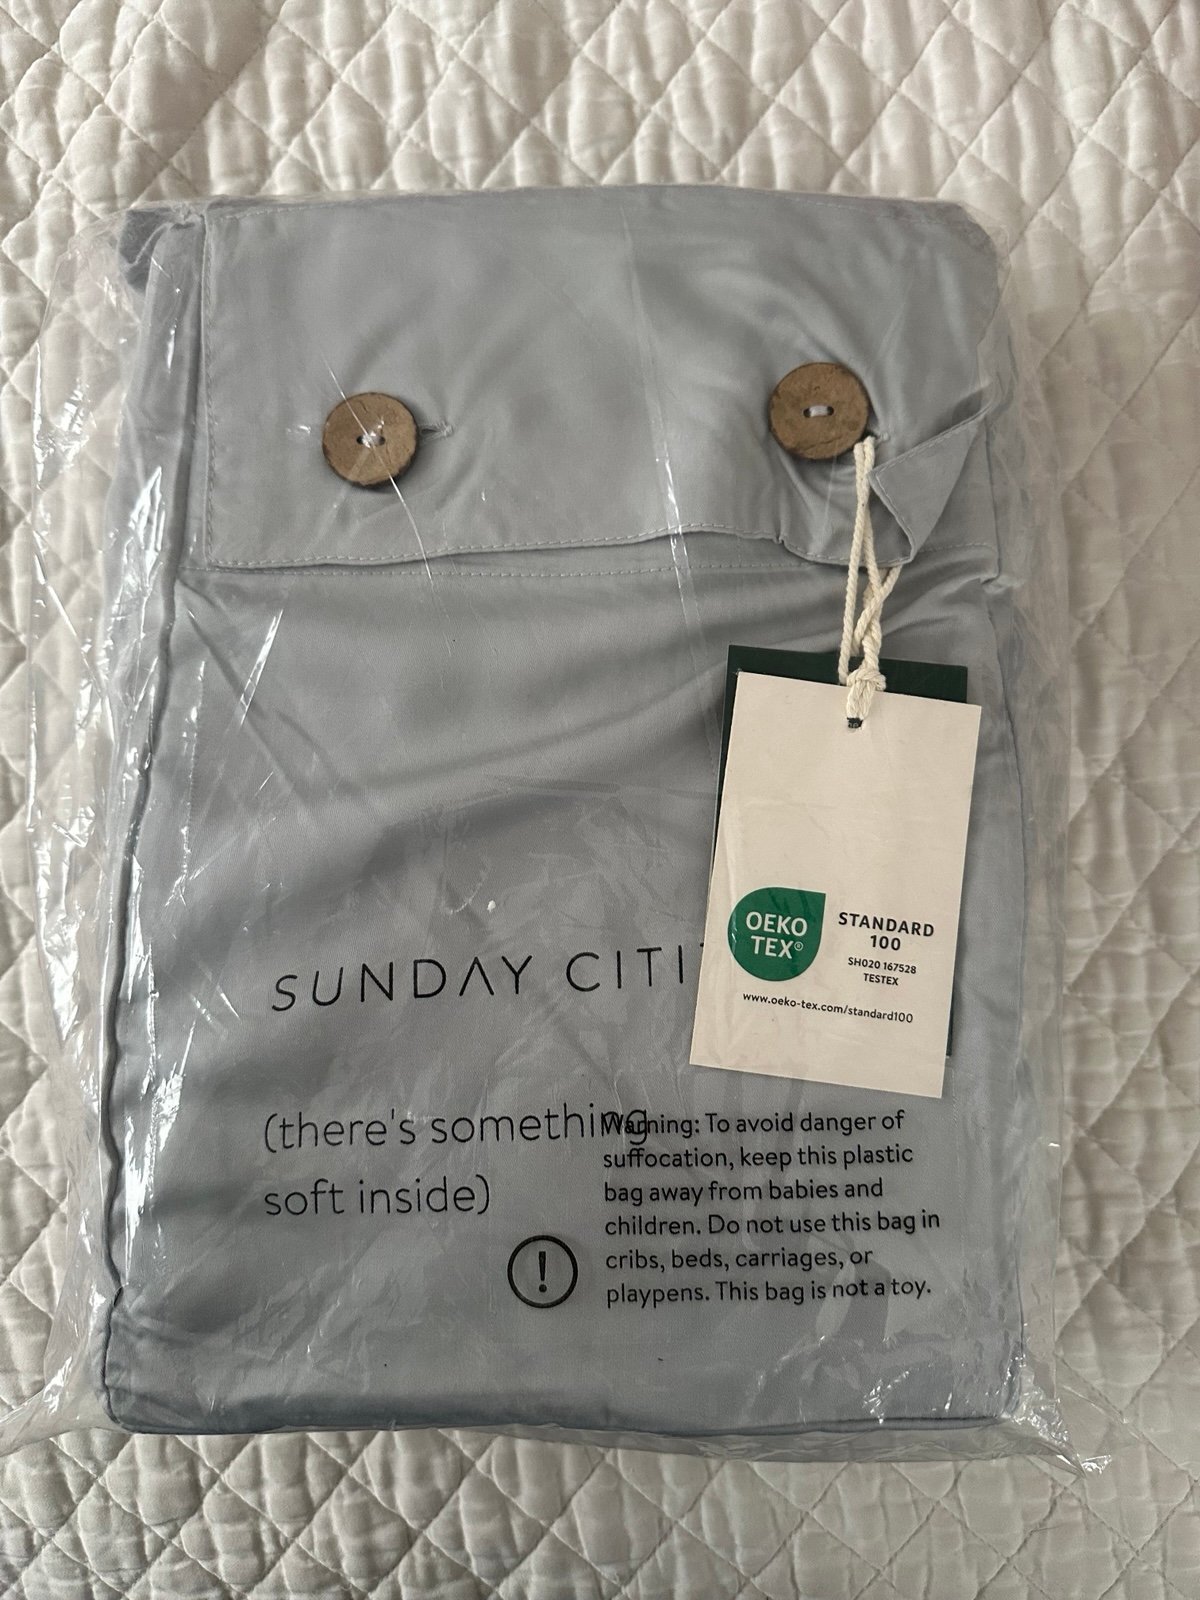 SUNDAY CITI
(there's something
soft inside)
OEKO
TEX®
STANDARD
100
SH020 167528
TESTEX
www.oeko-tex.com/standard100
Warning: To avoid danger of
suffocation, keep this plastic
bag away from babies and
children. Do not use this bag in
cribs, beds, carriages, or
playpens. This bag is not a toy.
!